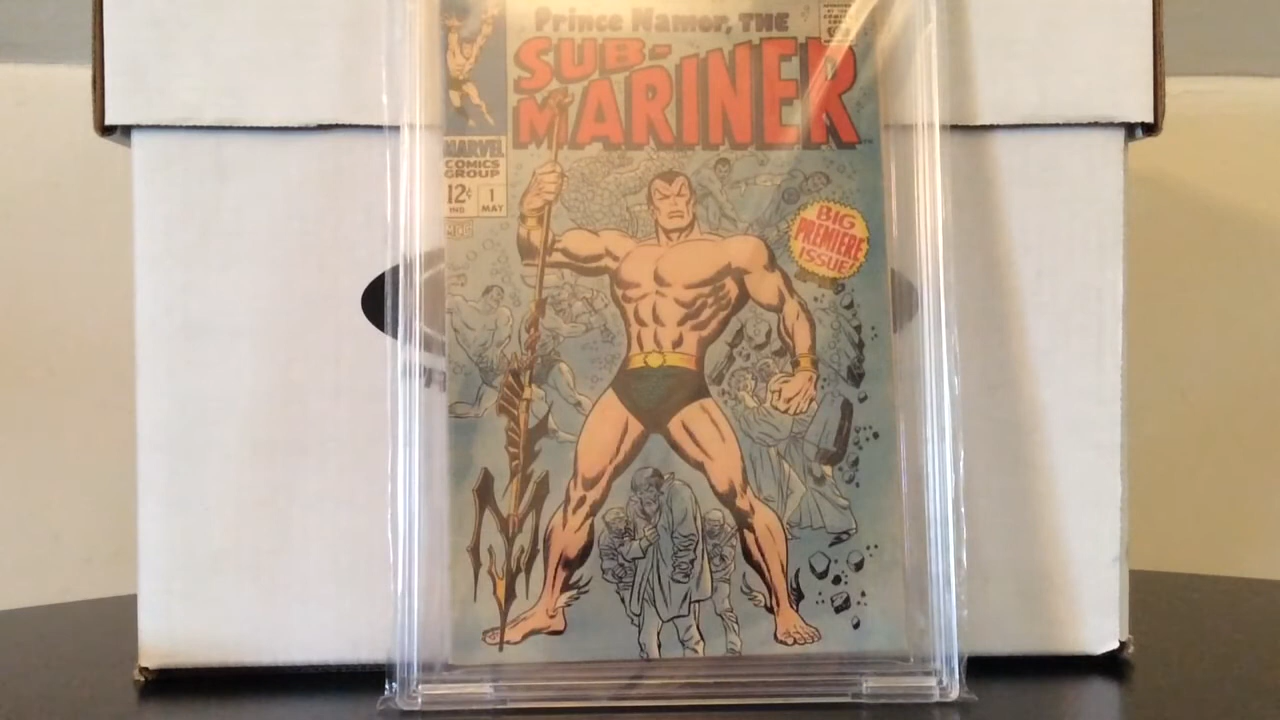 Prince Namor, THE
SUB-
MARINER
MARVEL
COMICS
GROUP
12¢
IND.
1
MAY
BIG
PREMIERE
ISSUE!